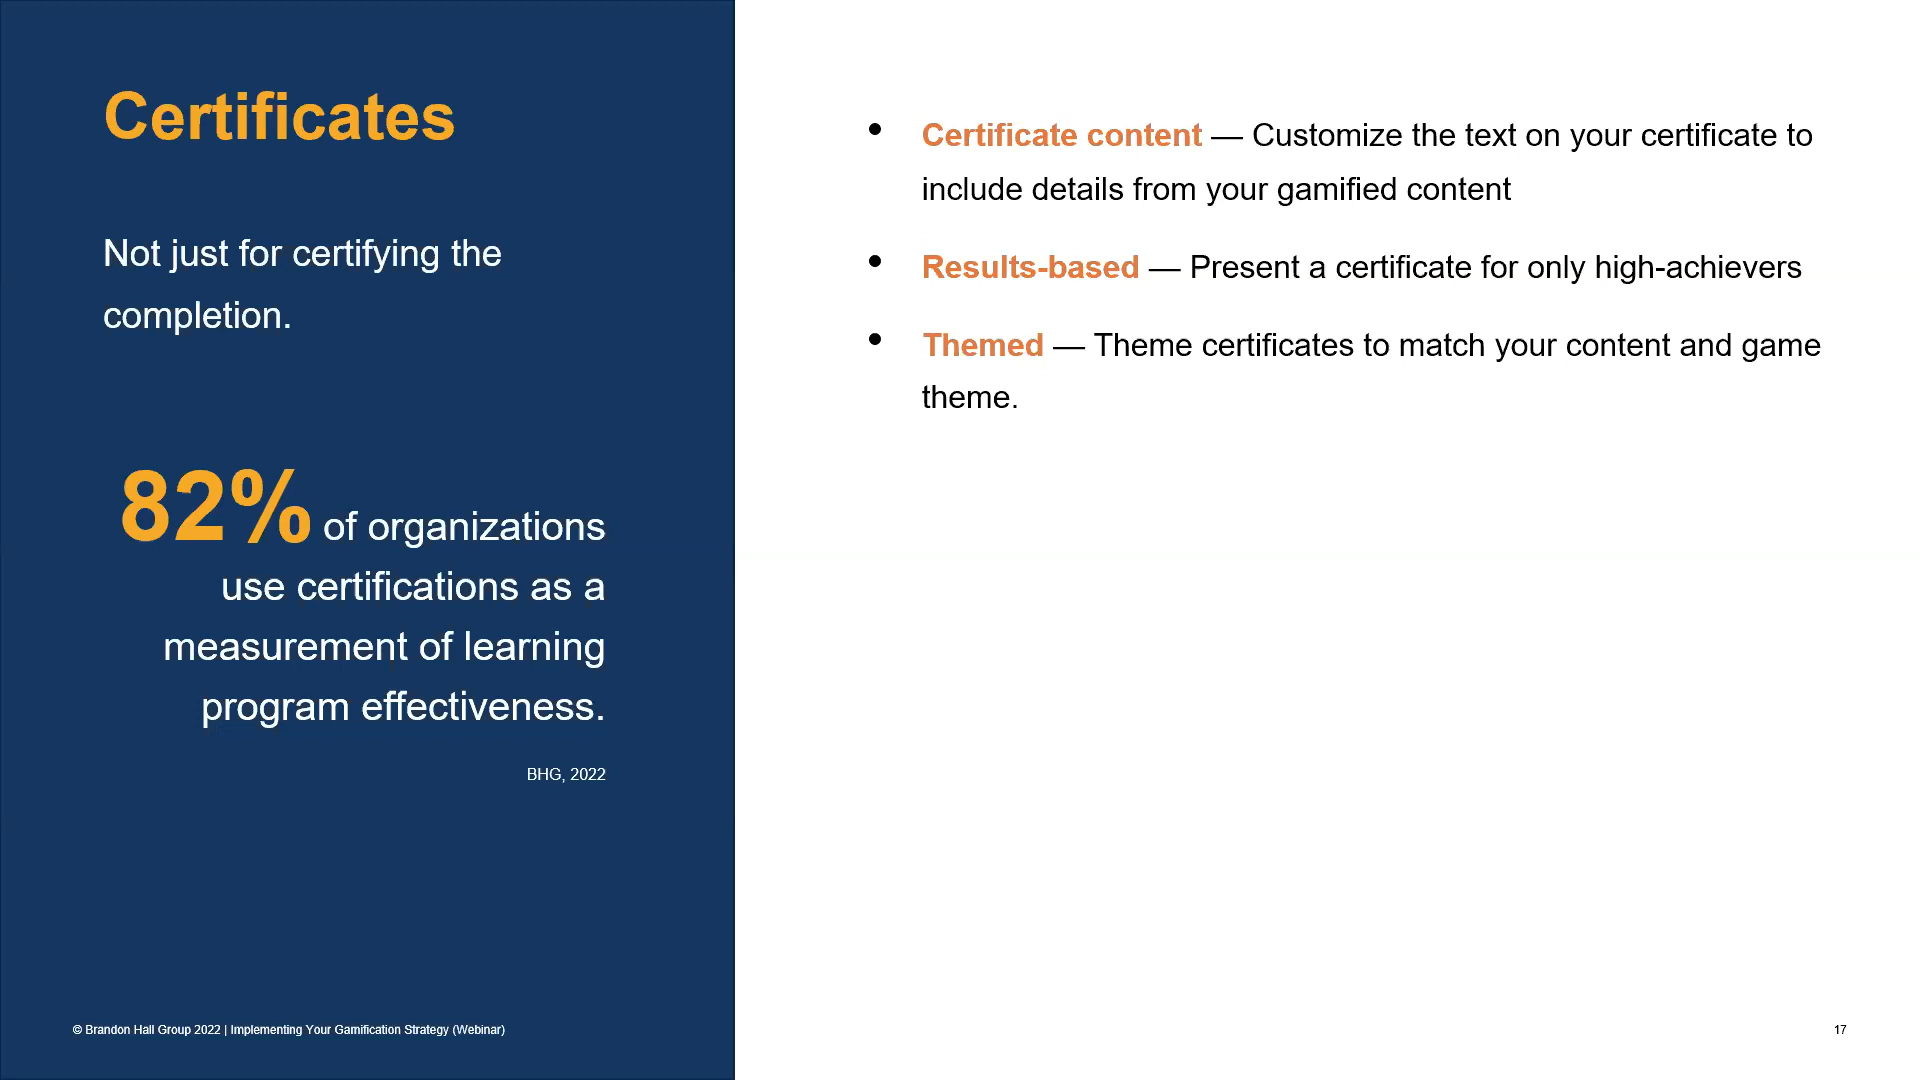 Certificates
Not just for certifying the
completion.
82% of organizations
use certifications as a
measurement of learning
program effectiveness.
BHG, 2022
• Certificate content — Customize the text on your certificate to
include details from your gamified content
• Results-based — Present a certificate for only high-achievers
• Themed — Theme certificates to match your content and game
theme.
© Brandon Hall Group 2022 | Implementing Your Gamification Strategy (Webinar)
17